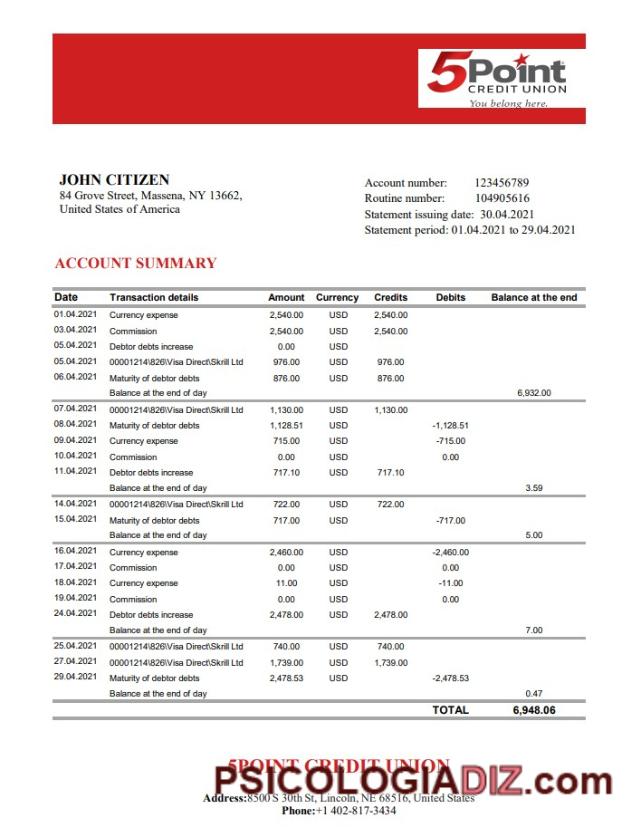 5Point
CREDIT UNION
You belong here.
JOHN CITIZEN
84 Grove Street, Massena, NY 13662,
United States of America
Account number: 123456789
Routine number: 104905616
Statement issuing date: 30.04.2021
Statement period: 01.04.2021 to 29.04.2021
ACCOUNT SUMMARY
Date Transaction details Amount Currency Credits Debits Balance at the end
01.04.2021 Currency expense 2,540.00 USD 2,540.00
03.04.2021 Commission 2,540.00 USD 2,540.00
05.04.2021 Debtor debts increase 0.00 USD
05.04.2021 00001214\826\Visa Direct\Skrill Ltd 976.00 USD 976.00
06.04.2021 Maturity of debtor debts 876.00 USD 876.00
Balance at the end of day 6,932.00
07.04.2021 00001214\826\Visa Direct\Skrill Ltd 1,130.00 USD 1,130.00
08.04.2021 Maturity of debtor debts 1,128.51 USD -1,128.51
09.04.2021 Currency expense 715.00 USD -715.00
10.04.2021 Commission 0.00 USD 0.00
11.04.2021 Debtor debts increase 717.10 USD 717.10
Balance at the end of day 3.59
14.04.2021 00001214\826\Visa Direct\Skrill Ltd 722.00 USD 722.00
15.04.2021 Maturity of debtor debts 717.00 USD -717.00
Balance at the end of day 5.00
16.04.2021 Currency expense 2,460.00 USD -2,460.00
17.04.2021 Commission 0.00 USD 0.00
18.04.2021 Currency expense 11.00 USD -11.00
19.04.2021 Commission 0.00 USD 0.00
24.04.2021 Debtor debts increase 2,478.00 USD 2,478.00
Balance at the end of day 7.00
25.04.2021 00001214\826\Visa Direct\Skrill Ltd 740.00 USD 740.00
27.04.2021 00001214\826\Visa Direct\Skrill Ltd 1,739.00 USD 1,739.00
29.04.2021 Maturity of debtor debts 2,478.53 USD -2,478.53
Balance at the end of day 0.47
TOTAL 6,948.06
5POINT CREDIT UNION
PSICOLOGIADIZ.com
Address:8500 S 30th St, Lincoln, NE 68516, United States
Phone:+1 402-817-3434